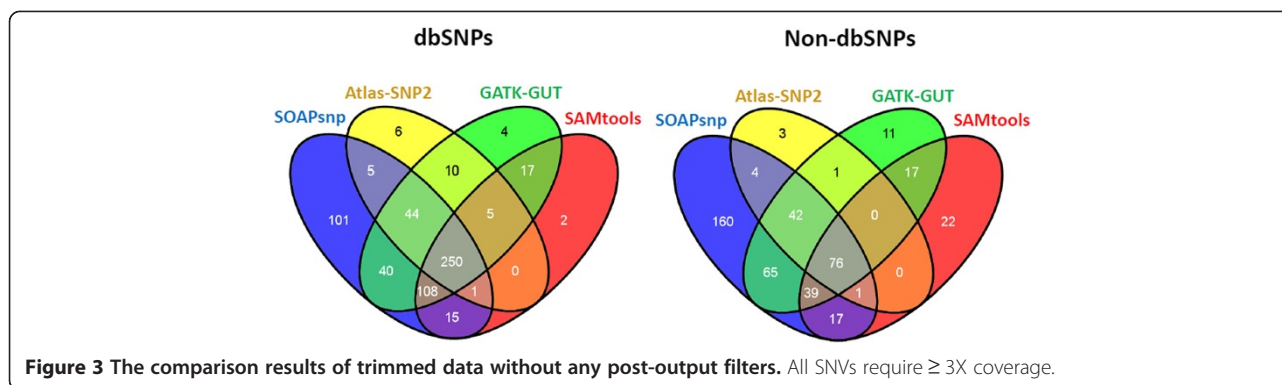 dbSNPs
Non-dbSNPs
Atlas-SNP2
GATK-GUT
SOAPsnp
SAMtools
6
4
5
10
17
101
44
5
2
40
250
0
108
1
15
Atlas-SNP2
GATK-GUT
SOAPsnp
SAMtools
3
11
4
1
17
160
42
0
22
65
76
0
39
1
17
Figure 3 The comparison results of trimmed data without any post-output filters. All SNVs require ≥ 3X coverage.